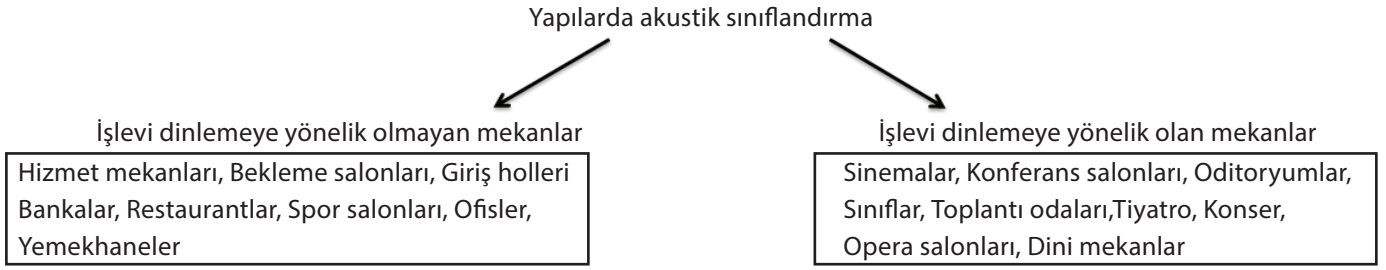 Yapılarda akustik sınıflandırma
İşlevi dinlemeye yönelik olmayan mekanlar
Hizmet mekanları, Bekleme salonları, Giriş holleri
Bankalar, Restaurantlar, Spor salonları, Ofisler,
Yemekhaneler
İşlevi dinlemeye yönelik olan mekanlar
Sinemalar, Konferans salonları, Oditoryumlar,
Sınıflar, Toplantı odaları,Tiyatro, Konser,
Opera salonları, Dini mekanlar